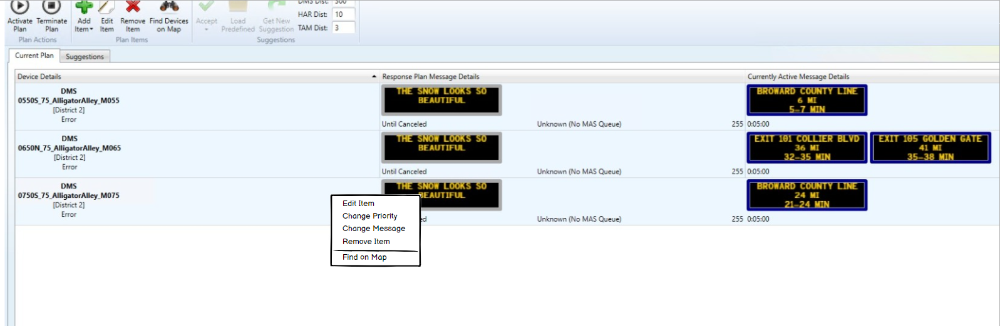 DMS Dist: 300
Activate Plan
Terminate Plan
Add Item
Edit Item
Remove Item
Find Devices on Map
Accept
Load Predefined
Get New Suggestion
HAR Dist: 10
TAM Dist: 3
Plan Actions
Plan Items
Suggestions
Current Plan
Suggestions
Device Details
Response Plan Message Details
Currently Active Message Details
DMS
0550S_75_AlligatorAlley_M055
[District 2]
Error
THE SNOW LOOKS SO
BEAUTIFUL
Until Canceled
Unknown (No MAS Queue)
255
BROWARD COUNTY LINE
6 MI
5-7 MIN
0:05:00
DMS
0650N_75_AlligatorAlley_M065
[District 2]
Error
THE SNOW LOOKS SO
BEAUTIFUL
Until Canceled
Unknown (No MAS Queue)
255
EXIT 101 COLLIER BLVD
36 MI
32-35 MIN
EXIT 105 GOLDEN GATE
41 MI
35-38 MIN
0:05:00
DMS
0750S_75_AlligatorAlley_M075
[District 2]
Error
THE SNOW LOOKS SO
BEAUTIFUL
Unknown (No MAS Queue)
255
BROWARD COUNTY LINE
24 MI
21-24 MIN
0:05:00
Edit Item
Change Priority
Change Message
Remove Item
Find on Map